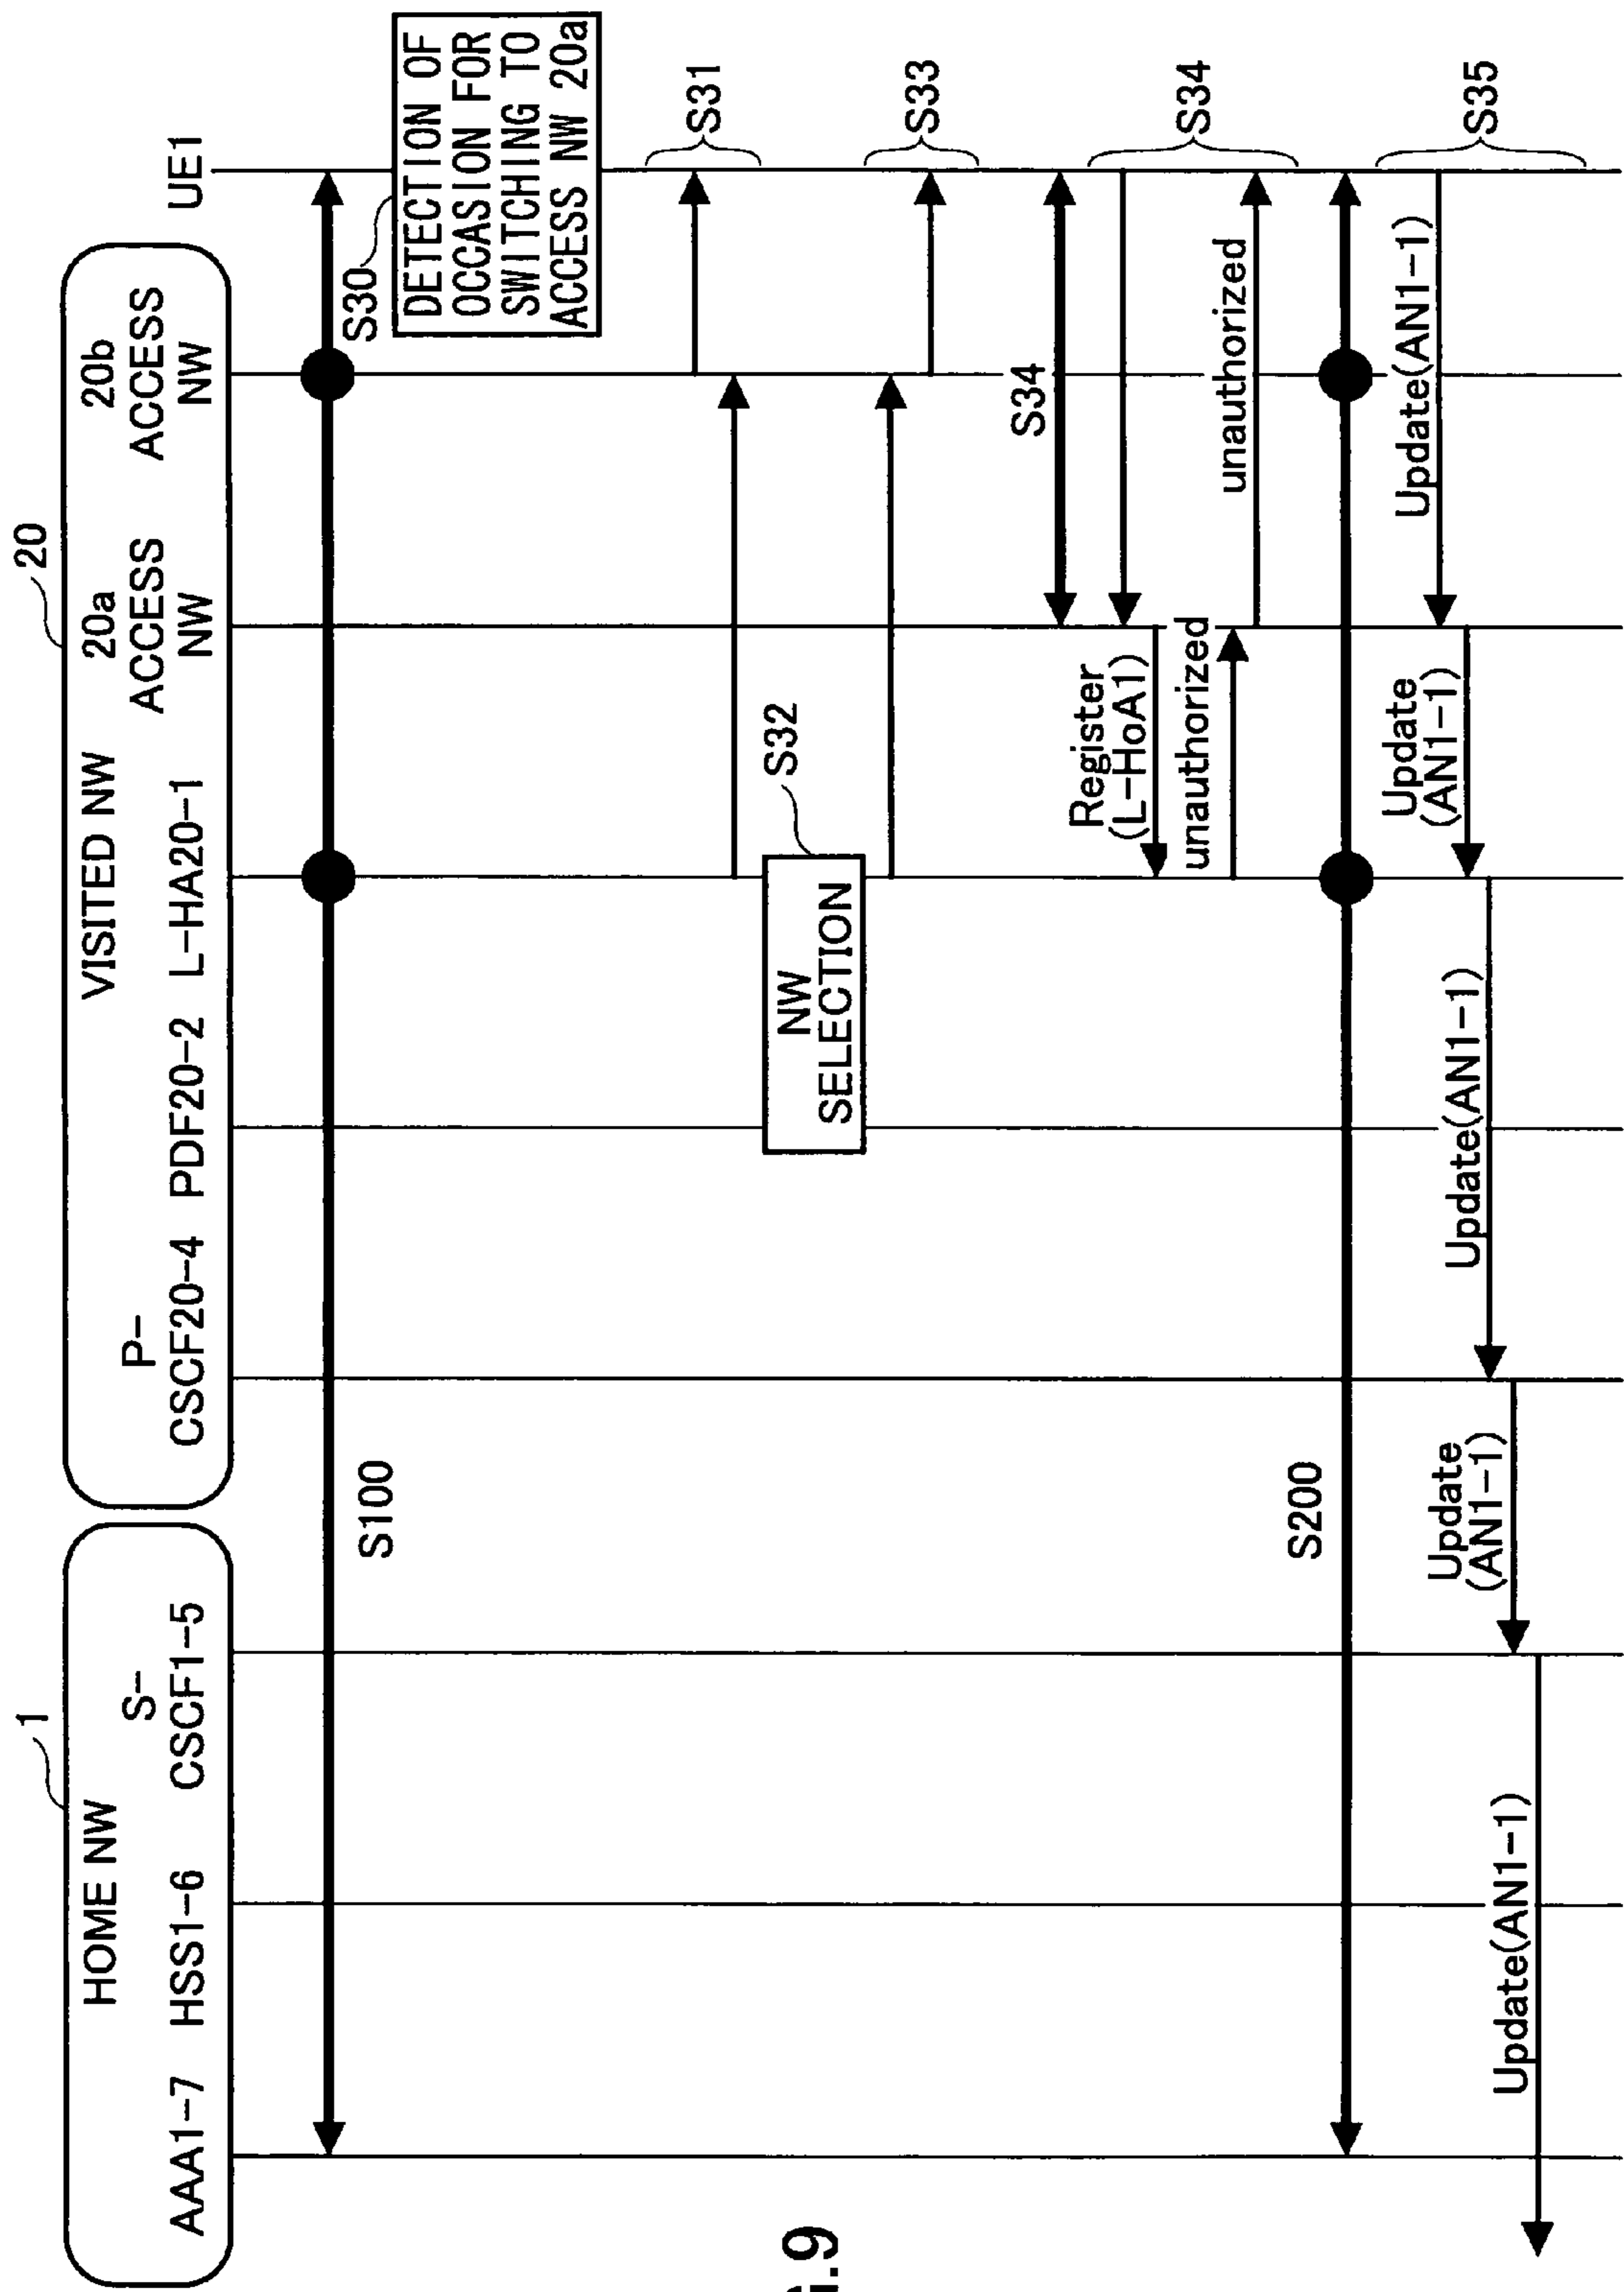 1
HOME NW
AAA1-7 HSS1-6
S-
CSCF1-5
20
VISITED NW
P-
CSCF20-4 PDF20-2 L-HA20-1
20a
ACCESS
NW
20b
ACCESS
NW
UE1
S100
S30
DETECTION OF
OCCASION FOR
SWITCHING TO
ACCESS NW 20a
S31
S32
NW
SELECTION
S33
S34
S34
Register
(L-HoA1)
unauthorized
unauthorized
S200
S35
Update(AN1-1)
Update
(AN1-1)
Update(AN1-1)
Update
(AN1-1)
Update(AN1-1)
G.9